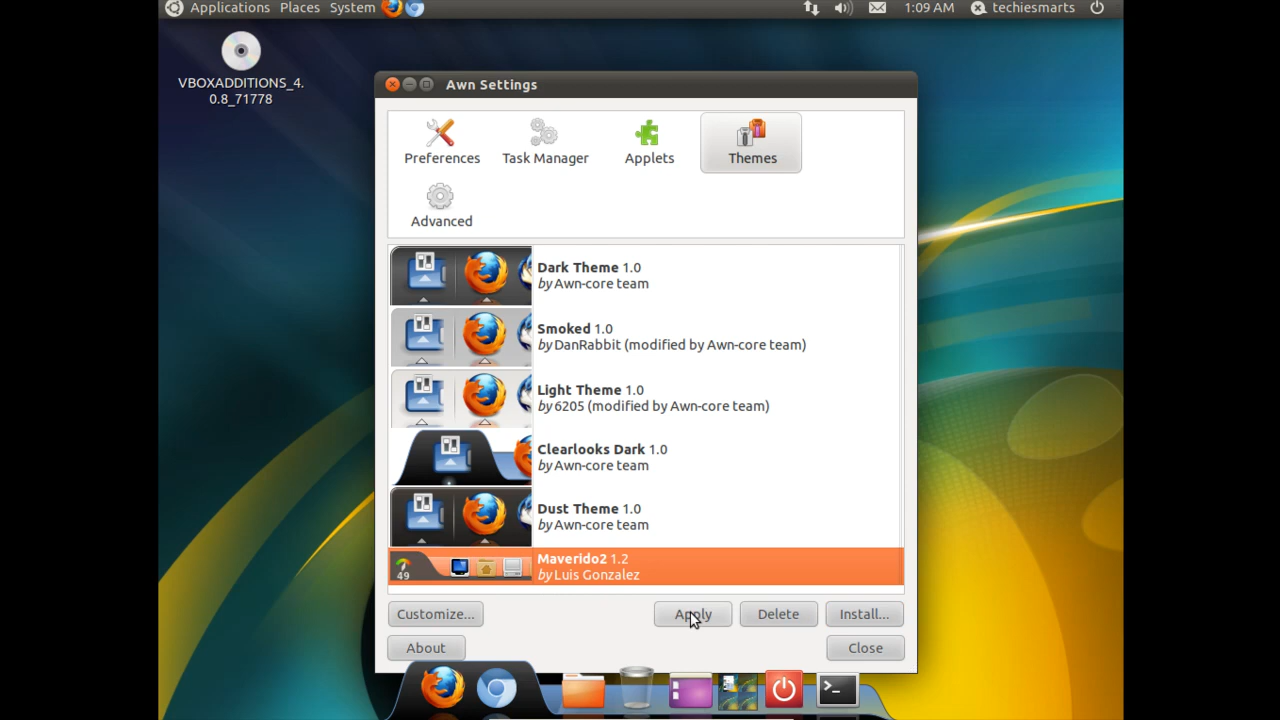 Applications Places System 1:09 AM techiesmarts
VBOXADDITIONS_4.
0.8_71778
Awn Settings
Preferences Task Manager Applets Themes
Advanced
Dark Theme 1.0
by Awn-core team
Smoked 1.0
by DanRabbit (modified by Awn-core team)
Light Theme 1.0
by 6205 (modified by Awn-core team)
Clearlooks Dark 1.0
by Awn-core team
Dust Theme 1.0
by Awn-core team
49
Maverido2 1.2
by Luis Gonzalez
Customize... Apply Delete Install...
About Close